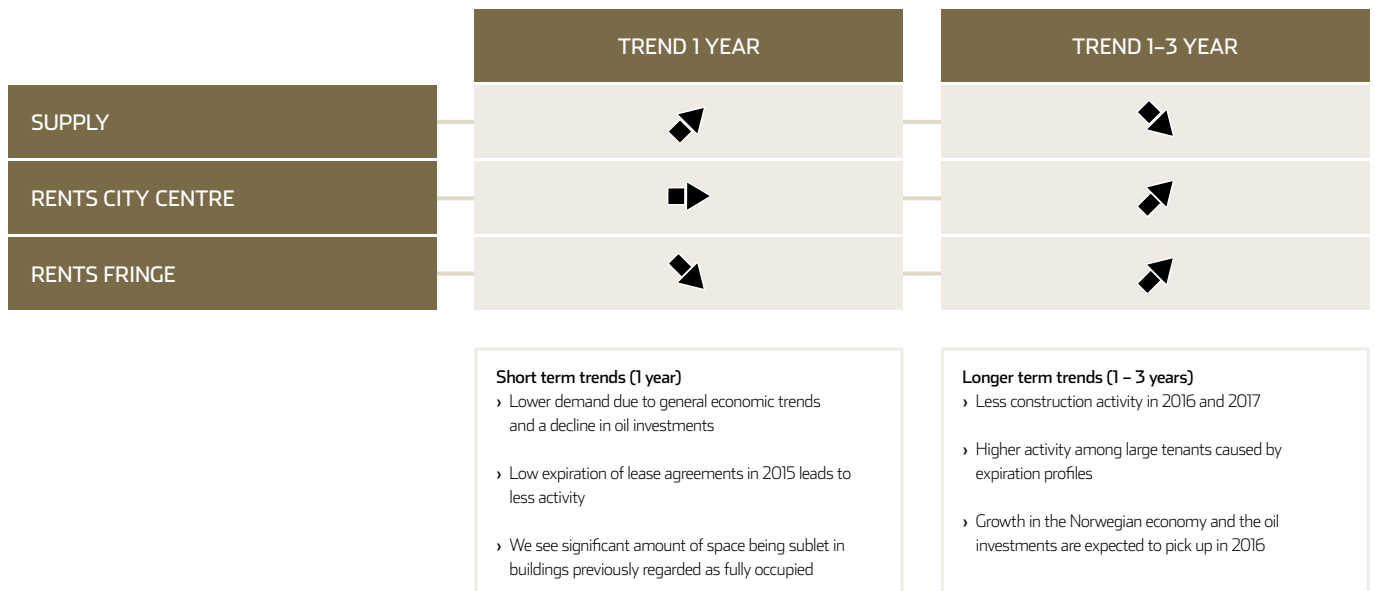 TREND 1 YEAR
TREND 1–3 YEAR
SUPPLY
RENTS CITY CENTRE
RENTS FRINGE
Short term trends (1 year)
› Lower demand due to general economic trends
and a decline in oil investments
› Low expiration of lease agreements in 2015 leads to
less activity
› We see significant amount of space being sublet in
buildings previously regarded as fully occupied
Longer term trends (1 – 3 years)
› Less construction activity in 2016 and 2017
› Higher activity among large tenants caused by
expiration profiles
› Growth in the Norwegian economy and the oil
investments are expected to pick up in 2016